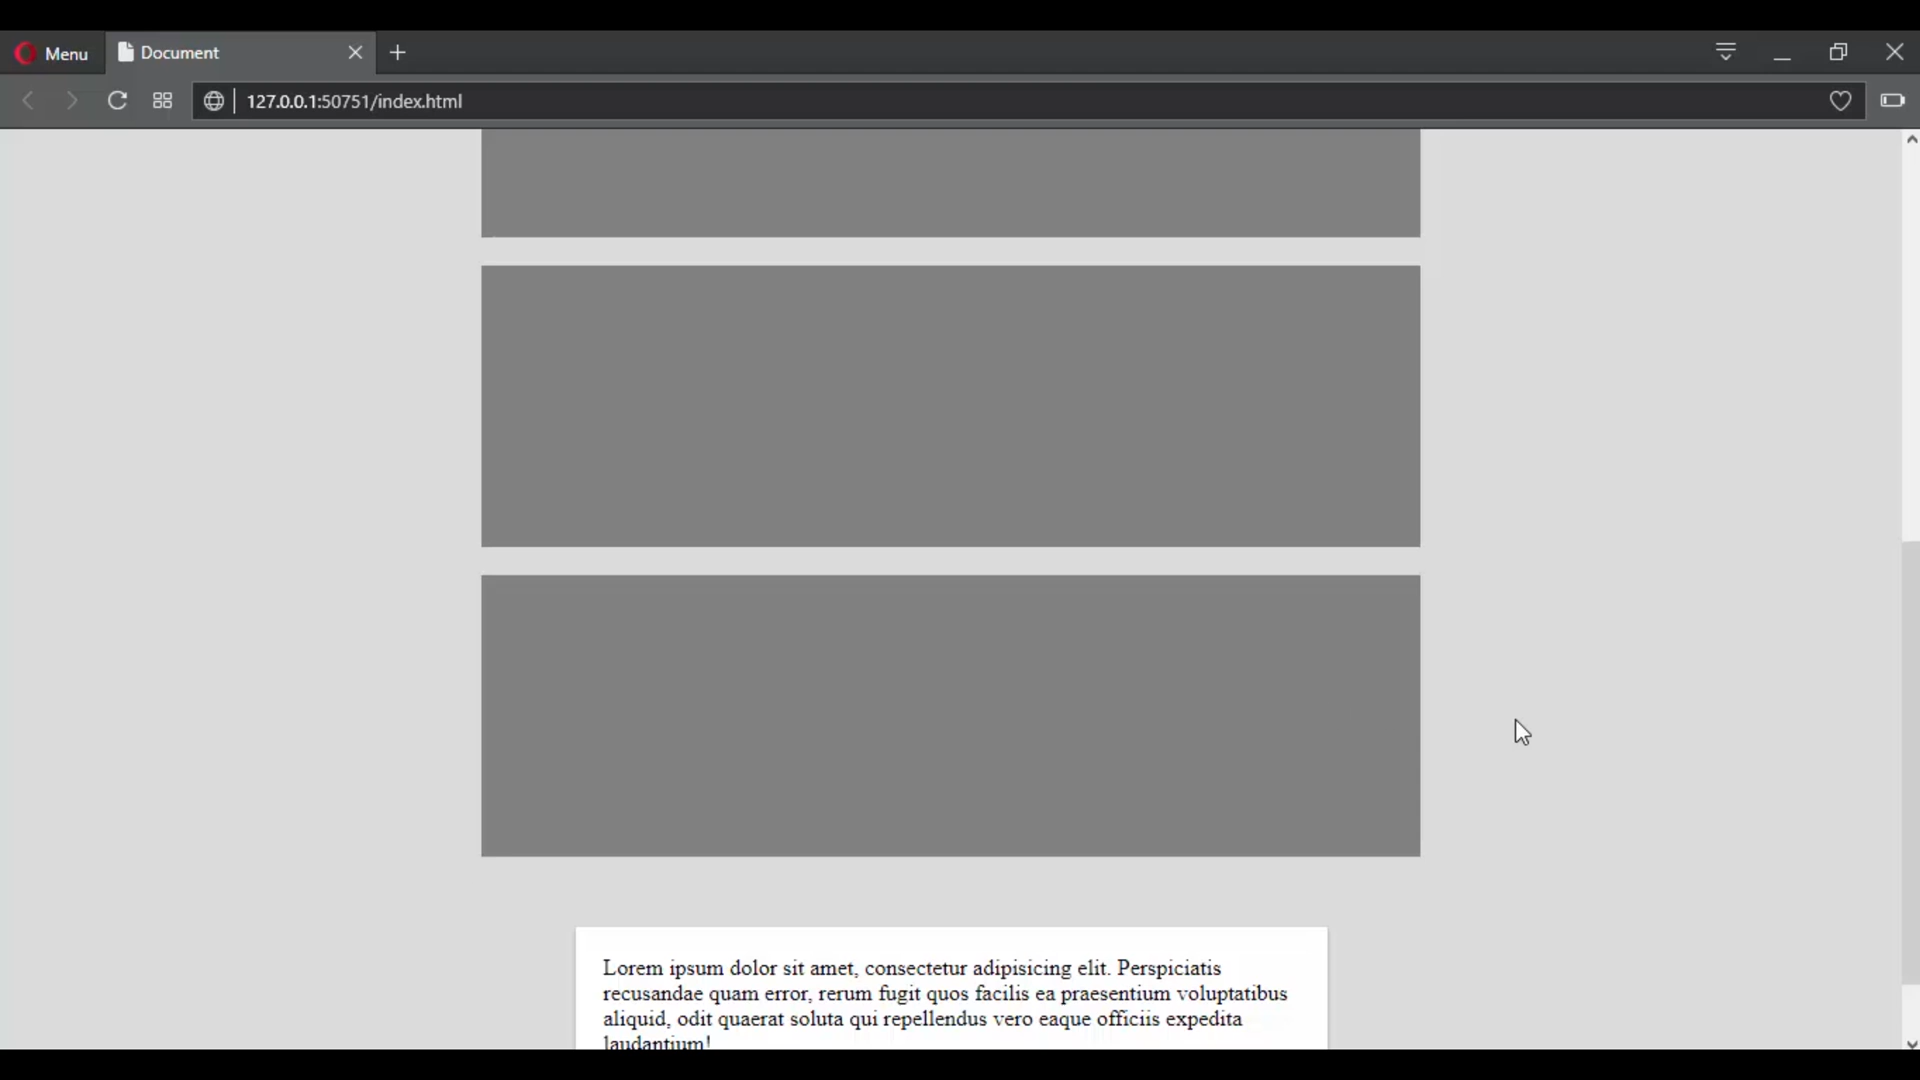 Menu
Document
127.0.0.1:50751/index.html
Lorem ipsum dolor sit amet, consectetur adipisicing elit. Perspiciatis
recusandae quam error, rerum fugit quos facilis ea praesentium voluptatibus
aliquid, odit quaerat soluta qui repellendus vero eaque officiis expedita
laudantium!